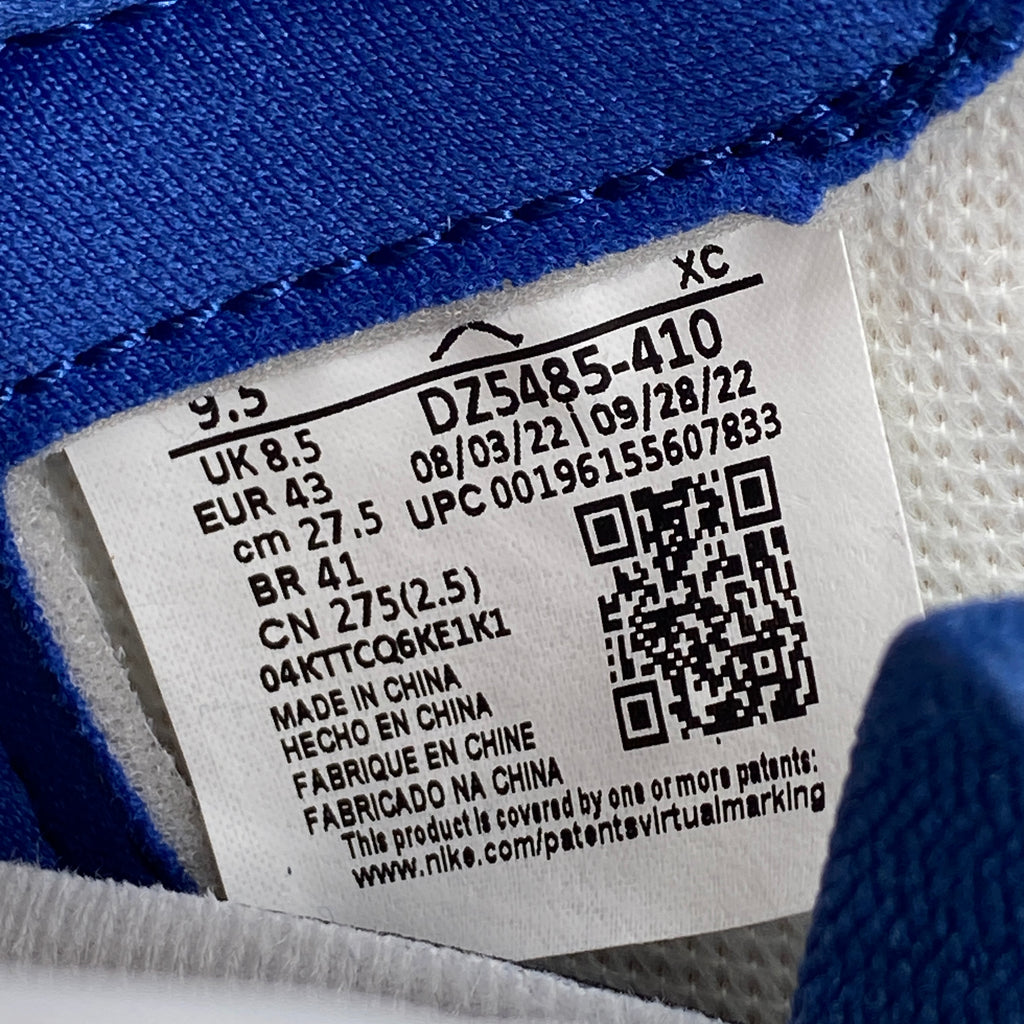 XC
9.5
DZ5485-410
UK 8.5
08/03/22 | 09/28/22
EUR 43
UPC 00196155607833
cm 27.5
BR 41
CN 275(2.5)
04KTTCQ6KE1K1
MADE IN CHINA
HECHO EN CHINA
FABRIQUE EN CHINE
FABRICADO NA CHINA
This product is covered by one or more patents:
www.nike.com/patentsvirtualmarking